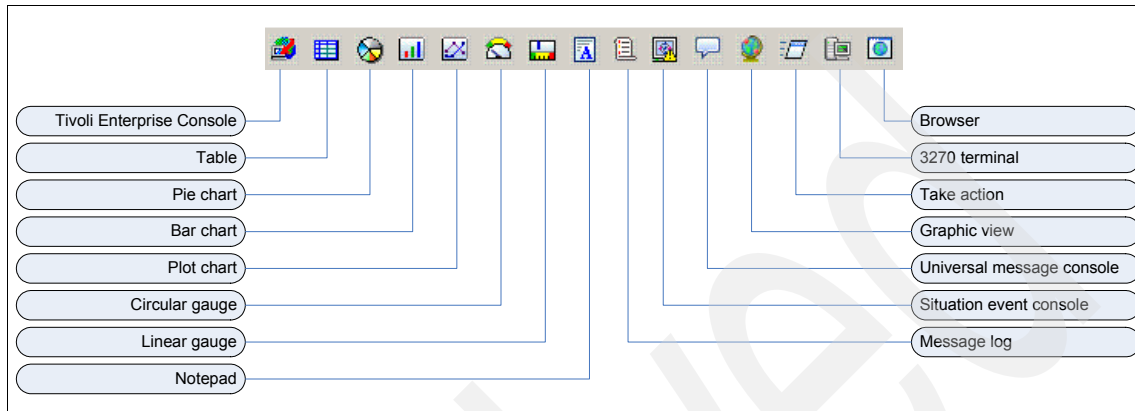 Tivoli Enterprise Console
Table
Pie chart
Bar chart
Plot chart
Circular gauge
Linear gauge
Notepad
Browser
3270 terminal
Take action
Graphic view
Universal message console
Situation event console
Message log